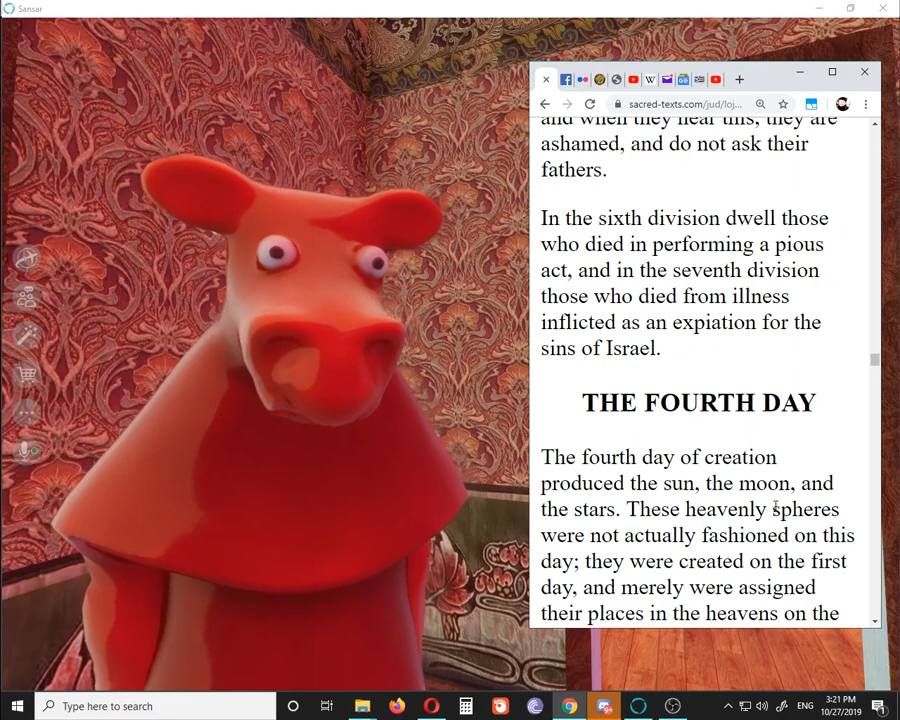 Sansar
sacred-texts.com/jud/loj...
and when they hear this, they are
ashamed, and do not ask their
fathers.
In the sixth division dwell those
who died in performing a pious
act, and in the seventh division
those who died from illness
inflicted as an expiation for the
sins of Israel.
THE FOURTH DAY
The fourth day of creation
produced the sun, the moon, and
the stars. These heavenly spheres
were not actually fashioned on this
day; they were created on the first
day, and merely were assigned
their places in the heavens on the
Type here to search
ENG
3:21 PM
10/27/2019